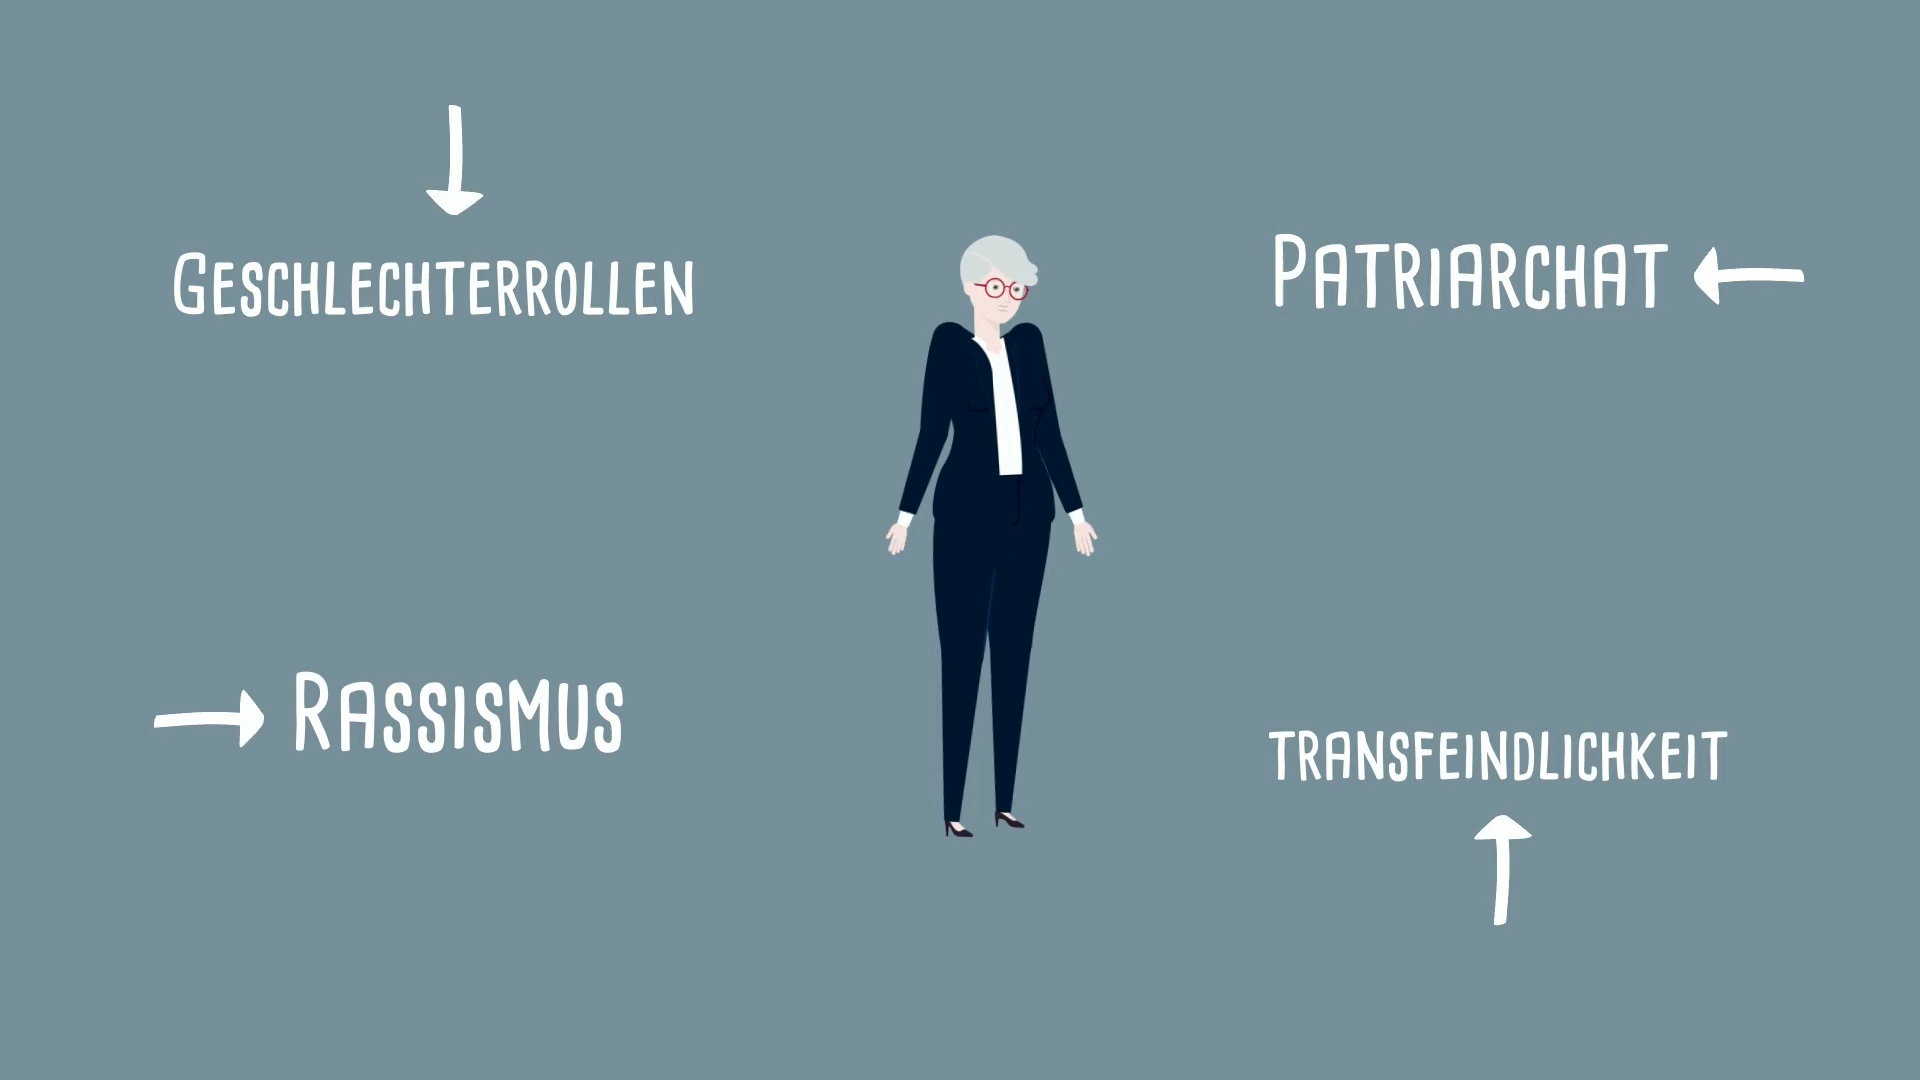 Geschlechterrollen
Patriarchat
Rassismus
Transfeindlichkeit